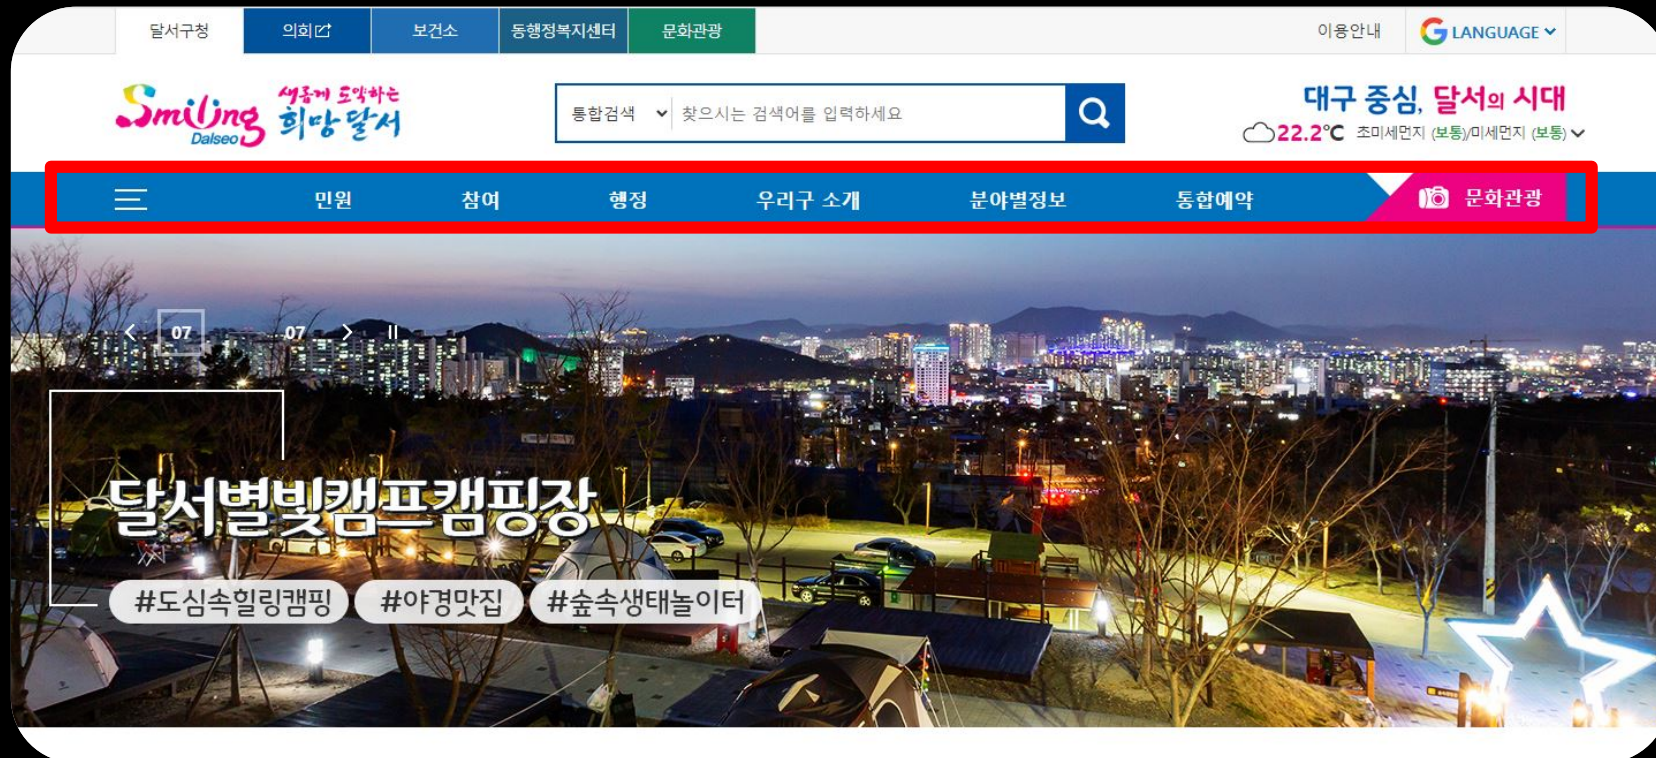 달서구청 의회 보건소 동행정복지센터 문화관광 이용안내 G LANGUAGE
Smiling Dalseo
새롭게 도약하는
희망달서
통합검색 찾으시는 검색어를 입력하세요
대구 중심, 달서의 시대
22.2℃ 초미세먼지 (보통)/미세먼지 (보통)
민원 참여 행정 우리구 소개 분야별정보 통합예약 문화관광
07 07
달서별빛캠프캠핑장
#도심속힐링캠핑 #야경맛집 #숲속생태놀이터